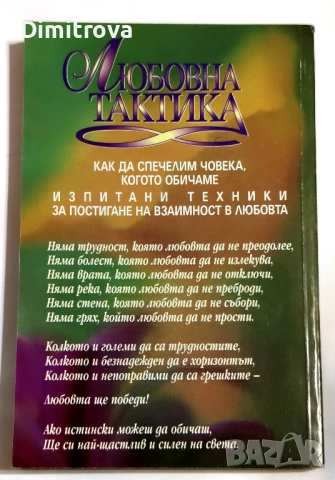 Dimitrova
ЛЮБОВНА
ТАКТИКА
КАК ДА СПЕЧЕЛИМ ЧОВЕКА,
КОГОТО ОБИЧАМЕ
ИЗПИТАНИ ТЕХНИКИ
ЗА ПОСТИГАНЕ НА ВЗАИМНОСТ В ЛЮБОВТА
Няма трудност, която любовта да не преодолее,
Няма болест, която любовта да не излекува,
Няма врата, която любовта да не отключи,
Няма река, която любовта да не преброди,
Няма стена, която любовта да не събори,
Няма грях, който любовта да не прости.
Колкото и големи да са трудностите,
Колкото и безнадежден да е хоризонтът,
Колкото и непоправими да са грешките –
Любовта ще победи!
Ако истински можеш да обичаш,
Ще си най-щастлив и силен на света.
BAZAR